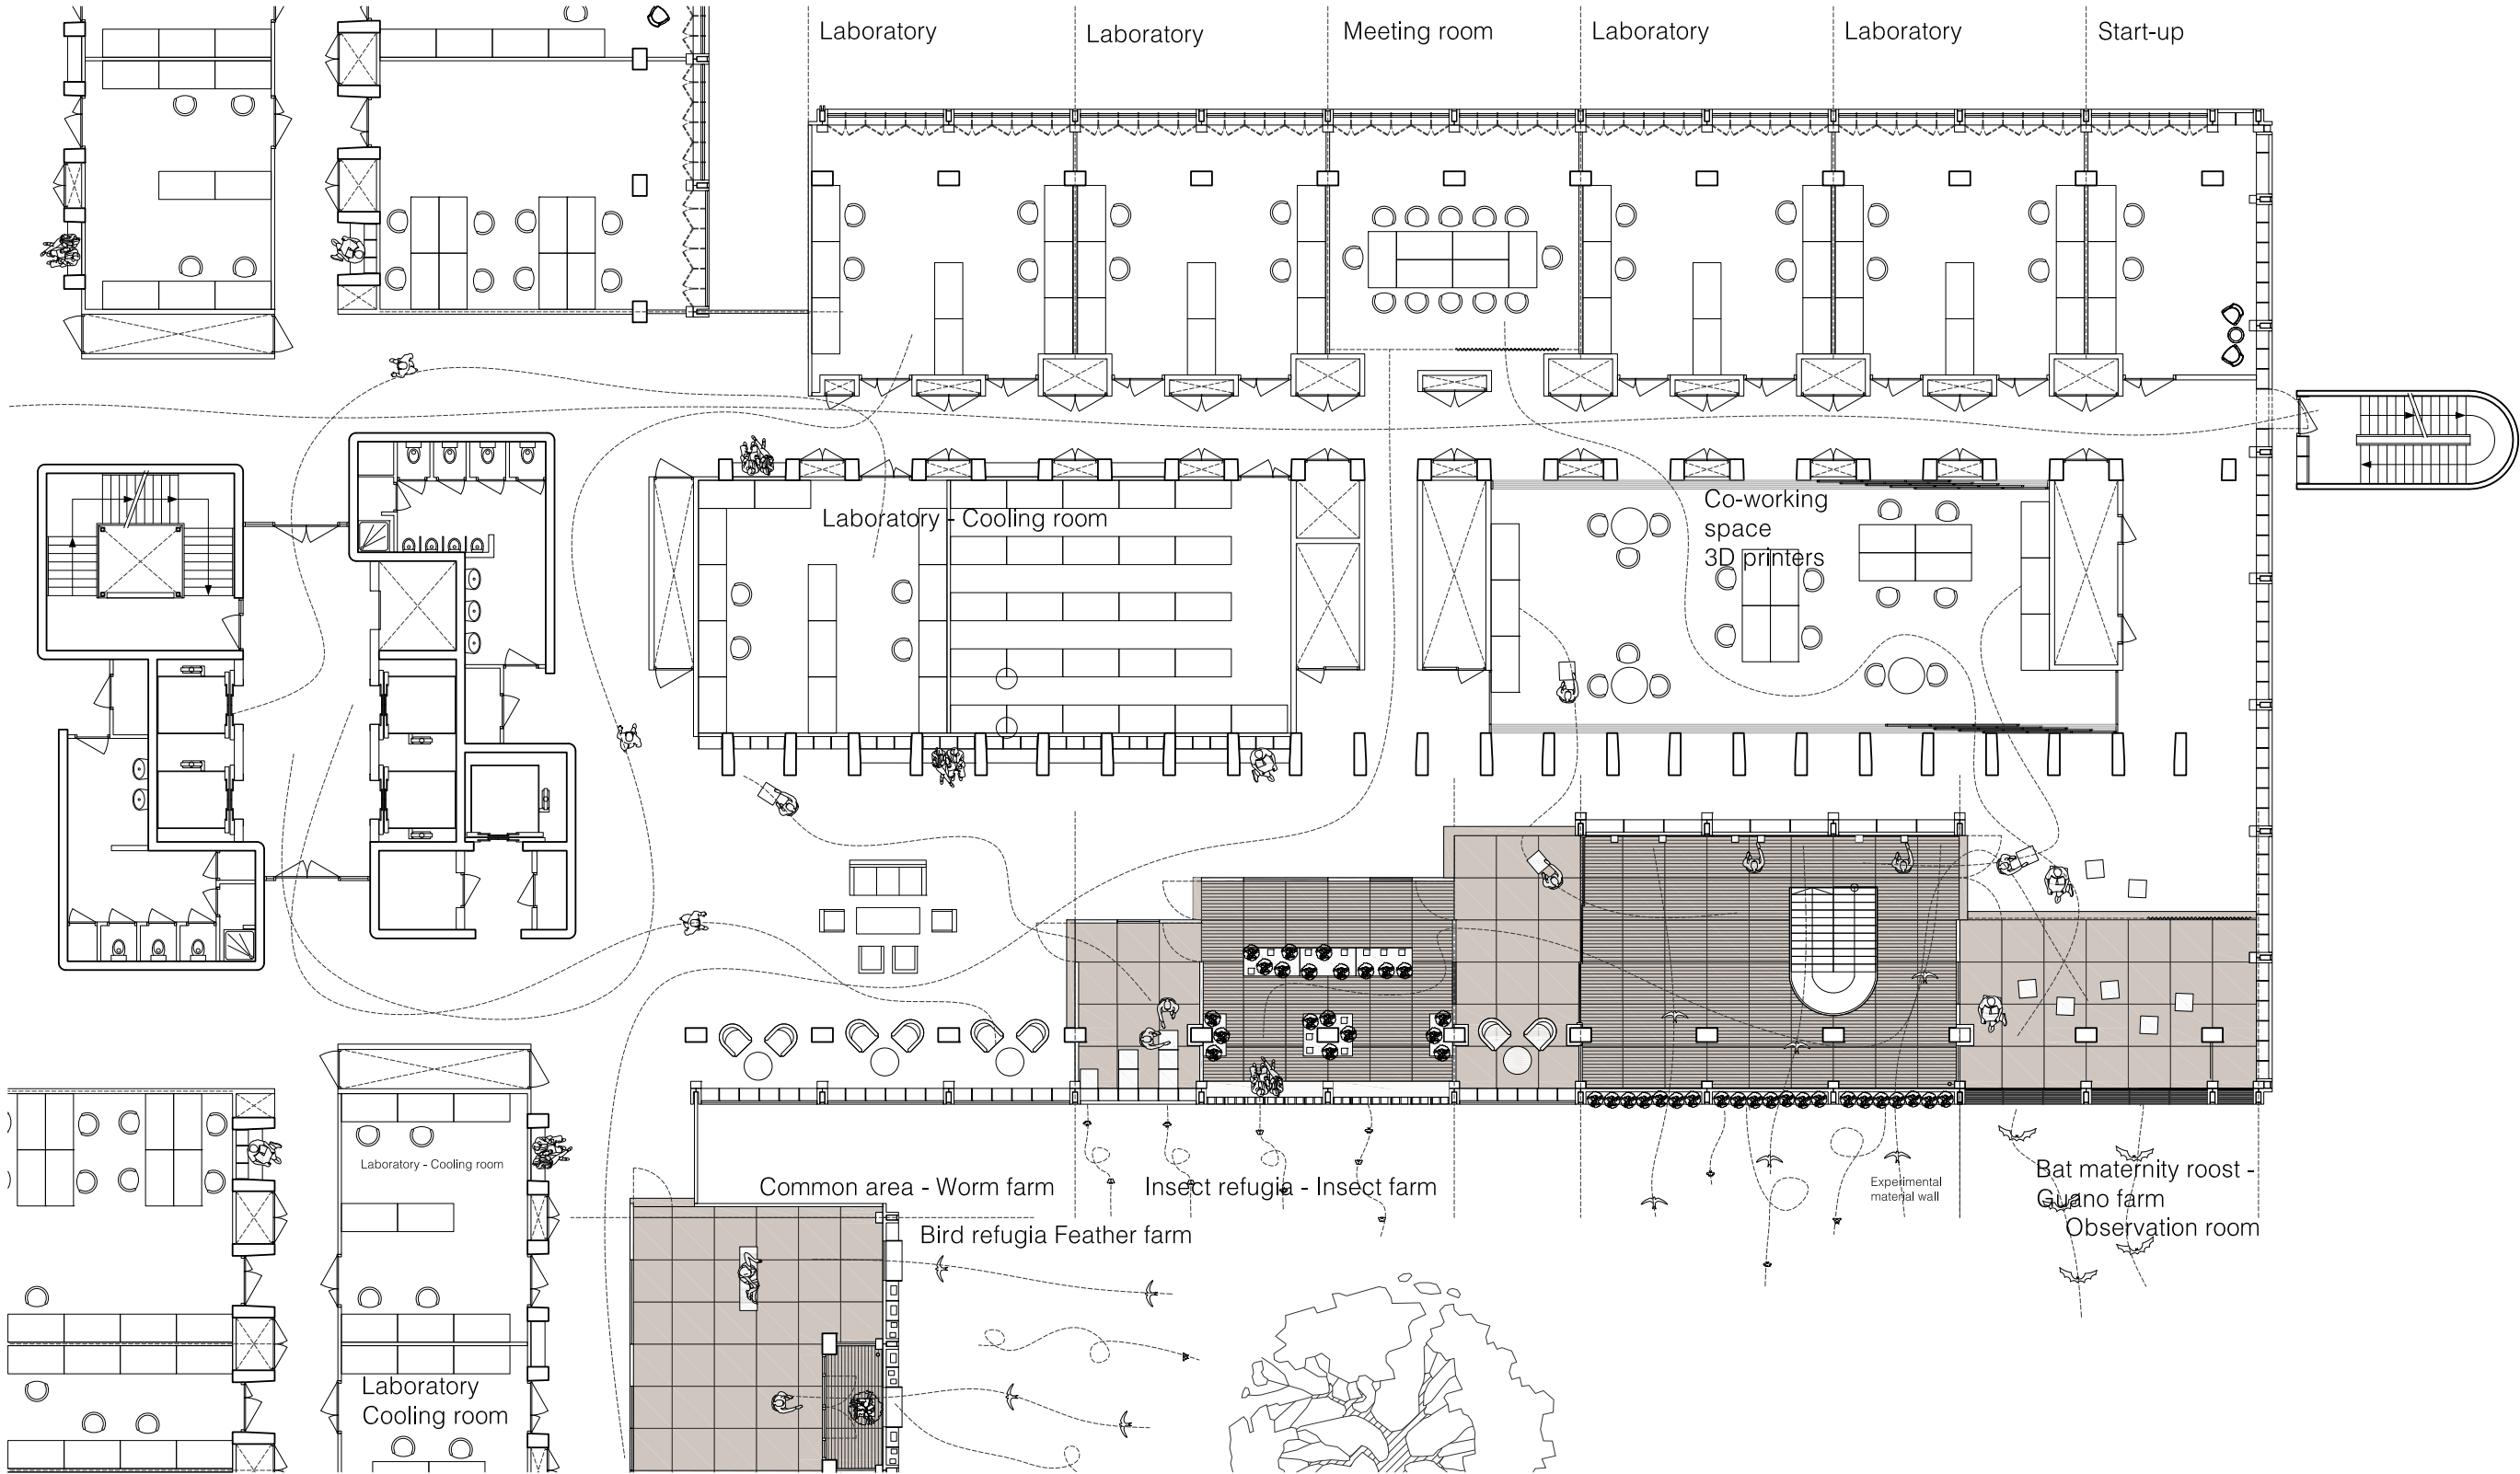 Laboratory
Laboratory
Meeting room
Laboratory
Laboratory
Start-up
Laboratory - Cooling room
Co-working
space
3D printers
Laboratory - Cooling room
Common area - Worm farm
Insect refugia - Insect farm
Experimental
material wall
Bat maternity roost -
Guano farm
Observation room
Bird refugia Feather farm
Laboratory
Cooling room